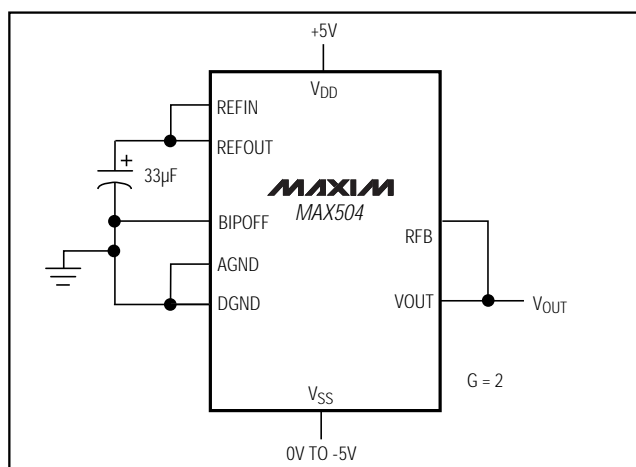 +5V
VDD
REFIN
REFOUT
+
33µF
MAXIM
MAX504
BIPOFF
RFB
AGND
DGND
VOUT
VOUT
G = 2
VSS
0V TO -5V